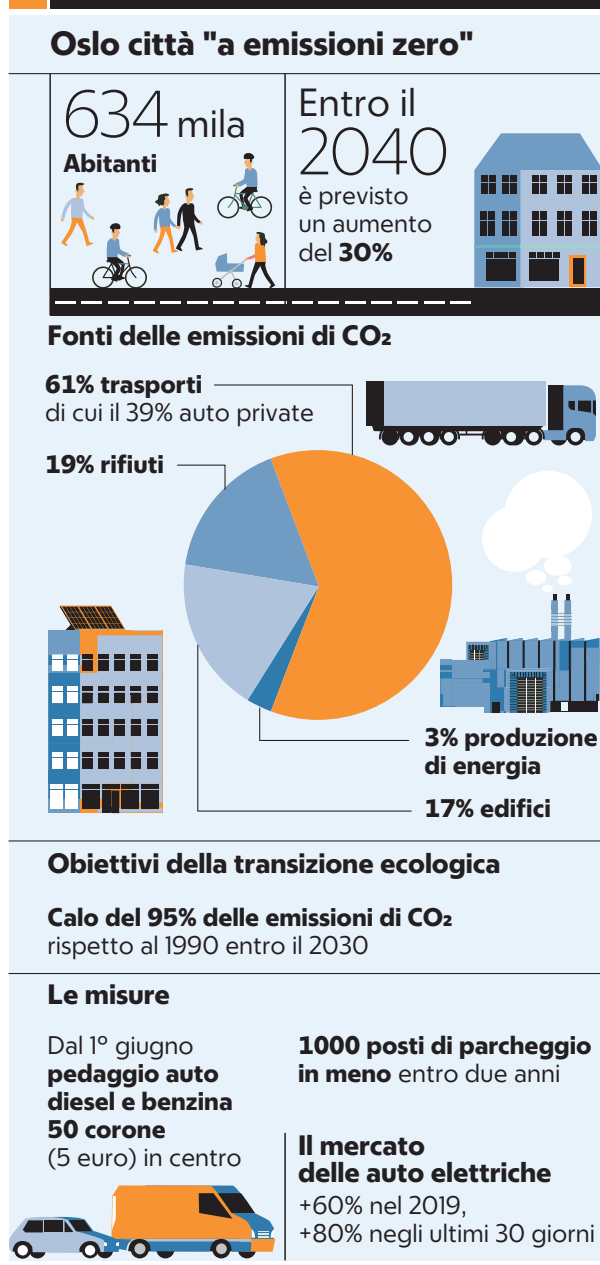 Oslo città "a emissioni zero"
634 mila
Abitanti
Entro il
2040
è previsto
un aumento
del 30%
Fonti delle emissioni di CO₂
61% trasporti
di cui il 39% auto private
19% rifiuti
3% produzione
di energia
17% edifici
Obiettivi della transizione ecologica
Calo del 95% delle emissioni di CO₂
rispetto al 1990 entro il 2030
Le misure
Dal 1° giugno
pedaggio auto
diesel e benzina
50 corone
(5 euro) in centro
1000 posti di parcheggio
in meno entro due anni
Il mercato
delle auto elettriche
+60% nel 2019,
+80% negli ultimi 30 giorni